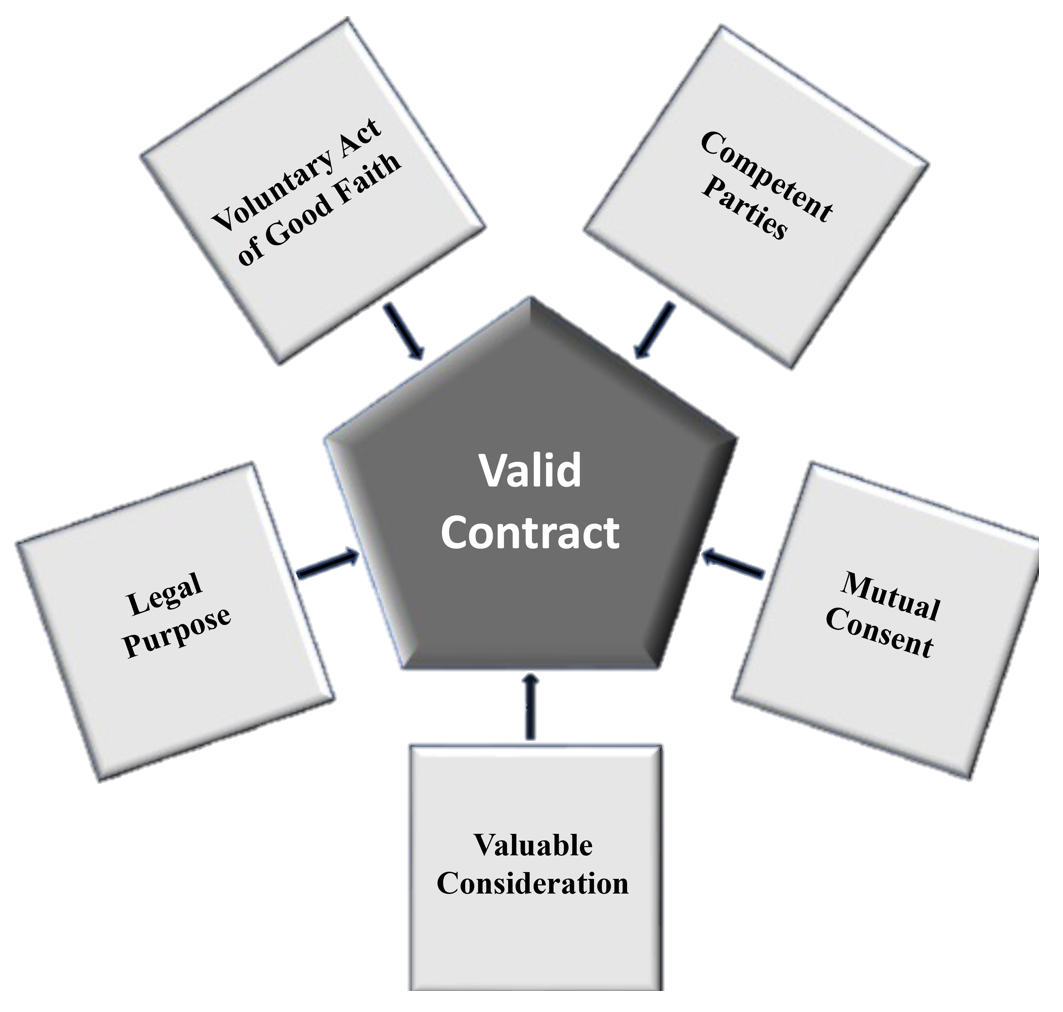 Voluntary Act
of Good Faith
Competent
Parties
Valid
Contract
Legal
Purpose
Mutual
Consent
Valuable
Consideration